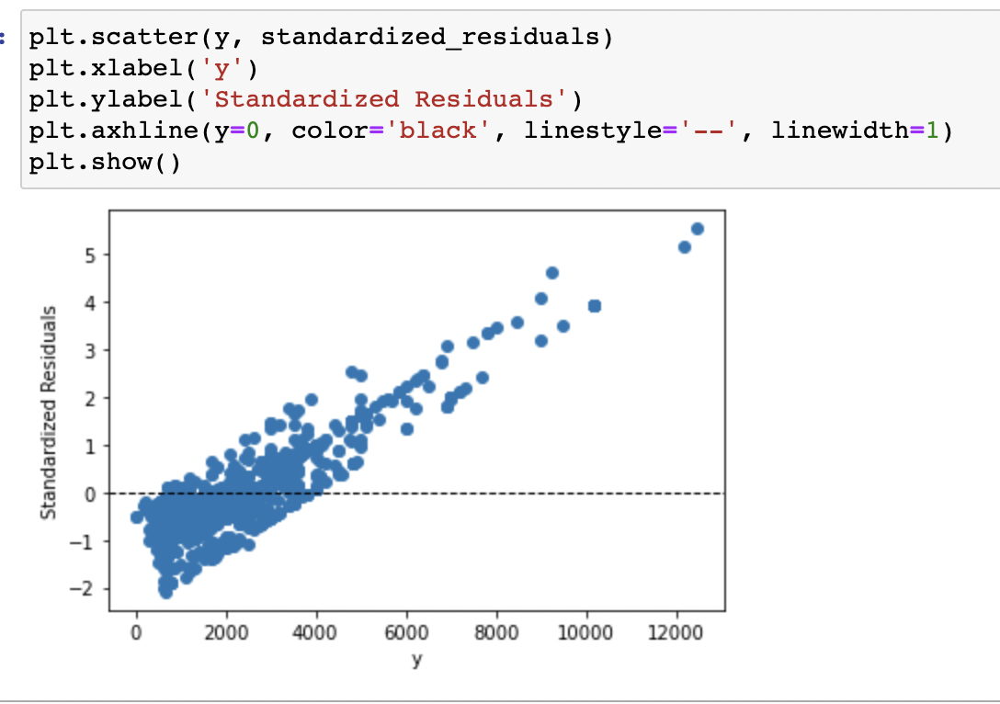 : plt.scatter(y, standardized_residuals)
plt.xlabel('y')
plt.ylabel('Standardized Residuals')
plt.axhline(y=0, color='black', linestyle='--', linewidth=1)
plt.show()
Standardized Residuals
5
4
3
2
1
0
−1
−2
0 2000 4000 6000 8000 10000 12000
y